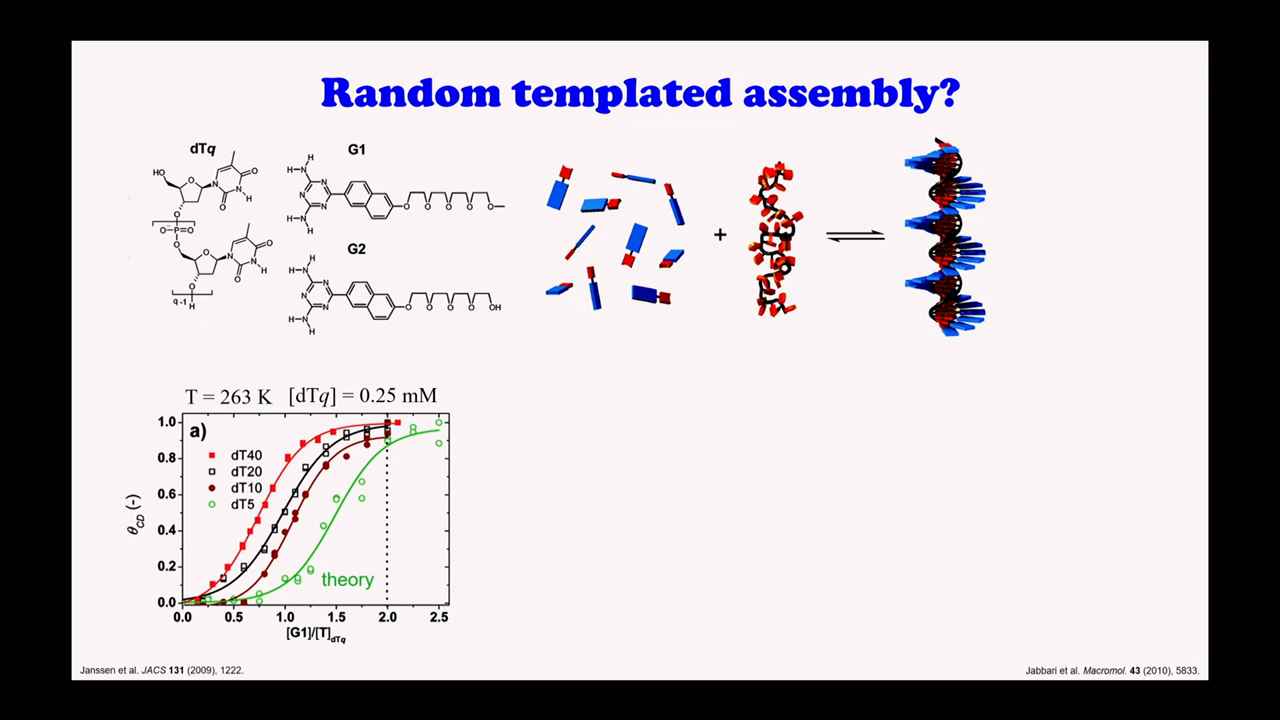 Random templated assembly?
dTq
G1
G2
HO
O
N
O
N
H
O
O⁻
P
O
O
O
N
O
N
H
O
O
q-1
H
H
H-N
N
N
N
H-N
H
O
O
O
O
O
H
H-N
N
N
N
H-N
H
O
O
O
O
OH
+
T = 263 K [dTq] = 0.25 mM
a)
dT40
dT20
dT10
dT5
theory
1.0
0.8
0.6
0.4
0.2
0.0
θCD (-)
0.0 0.5 1.0 1.5 2.0 2.5
[G1]/[T]dTq
Janssen et al. JACS 131 (2009), 1222.
Jabbari et al. Macromol. 43 (2010), 5833.